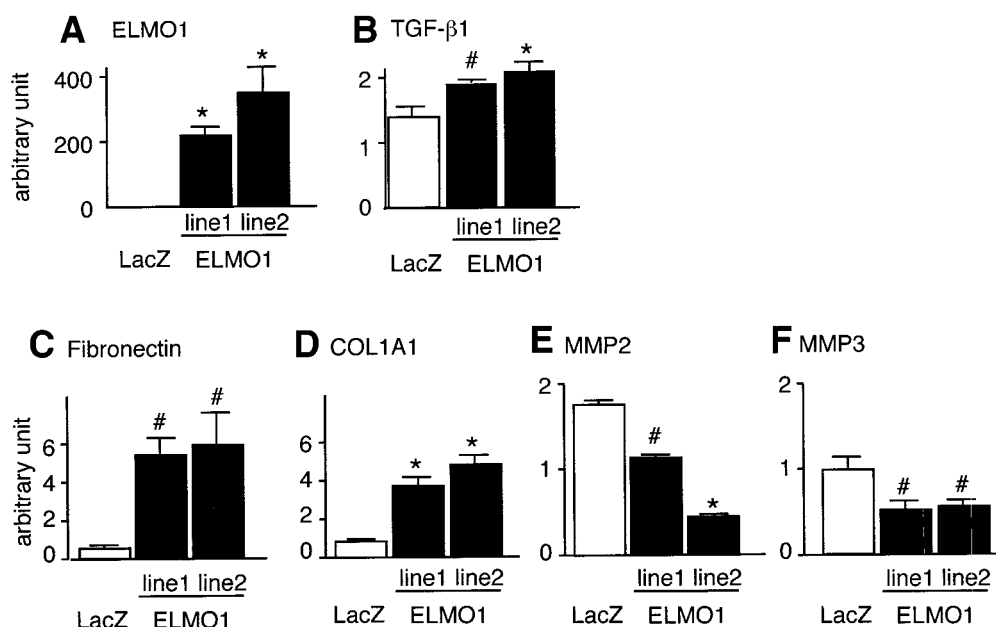 A ELMO1
arbitrary unit
400
200
0
*
*
line1 line2
LacZ ELMO1
B TGF-β1
2
1
0
#
*
line1 line2
LacZ ELMO1
C Fibronectin
arbitrary unit
6
4
2
0
#
#
line1 line2
LacZ ELMO1
D COL1A1
6
4
2
0
*
*
line1 line2
LacZ ELMO1
E MMP2
2
1
0
#
*
line1 line2
LacZ ELMO1
F MMP3
2
1
0
#
#
line1 line2
LacZ ELMO1